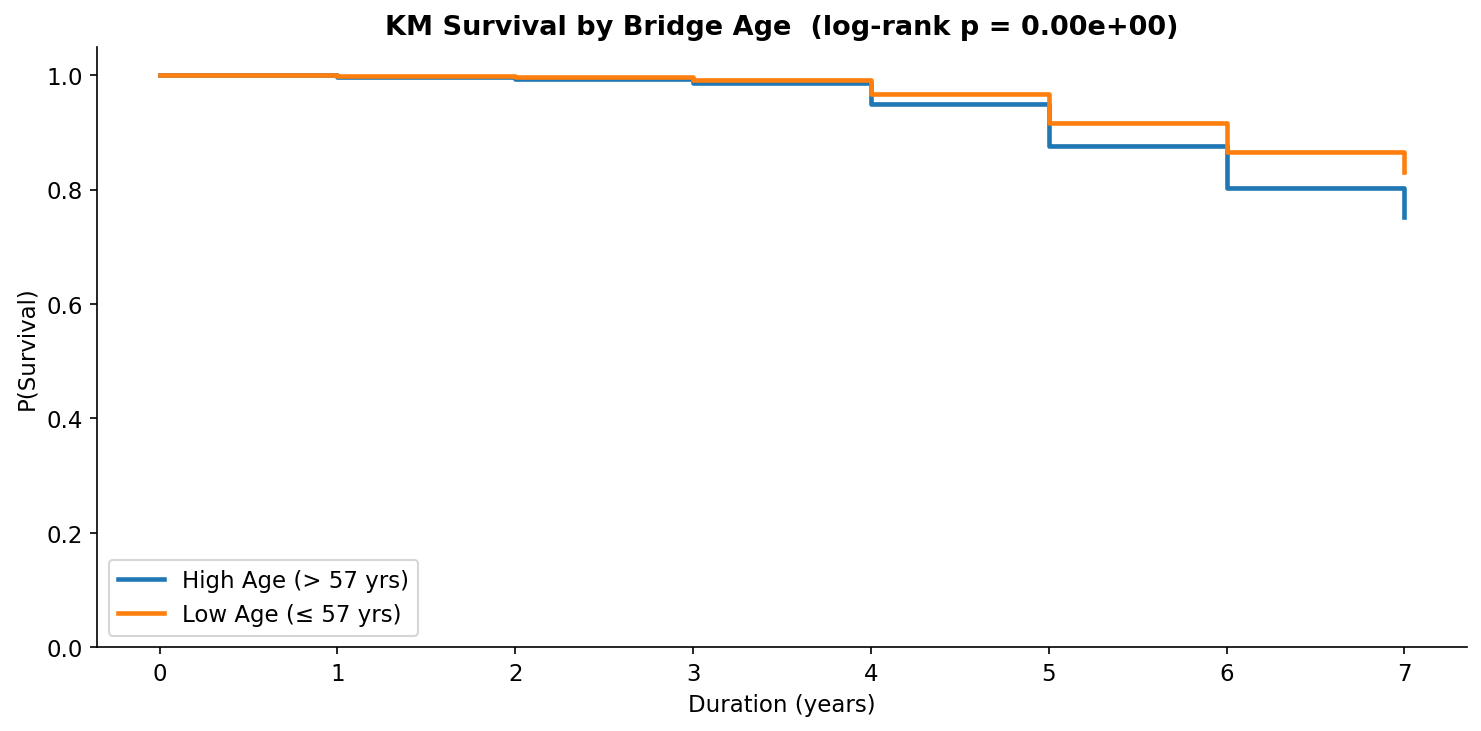 KM Survival by Bridge Age  (log-rank p = 0.00e+00)
P(Survival)
1.0
0.8
0.6
0.4
0.2
0.0
High Age (> 57 yrs)
Low Age (≤ 57 yrs)
0 1 2 3 4 5 6 7
Duration (years)